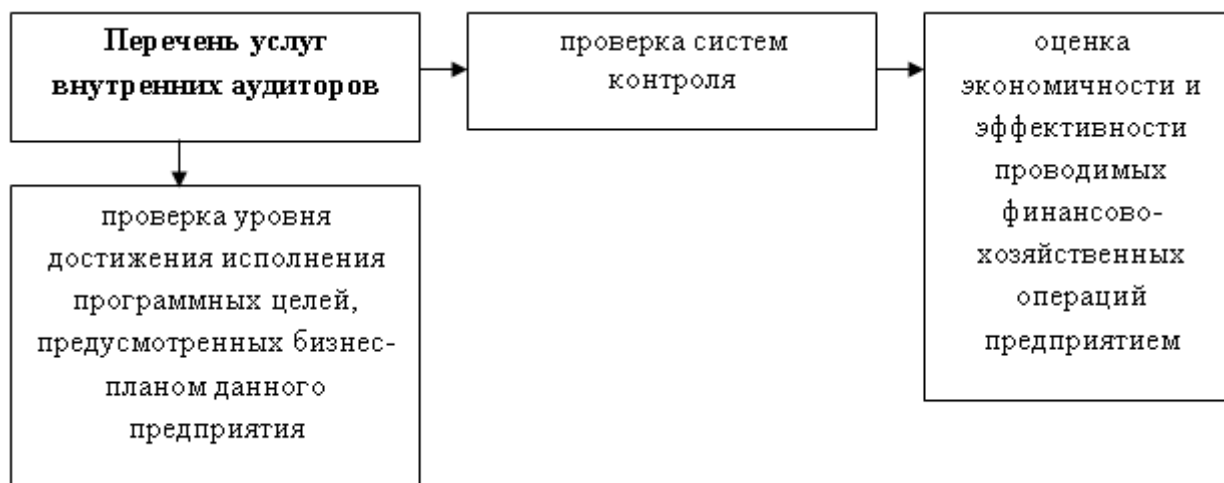 Перечень услуг
внутренних аудиторов
проверка систем
контроля
оценка
экономичности и
эффективности
проводимых
финансово-
хозяйственных
операций
предприятием
проверка уровня
достижения исполнения
программных целей,
предусмотренных бизнес-
планом данного
предприятия